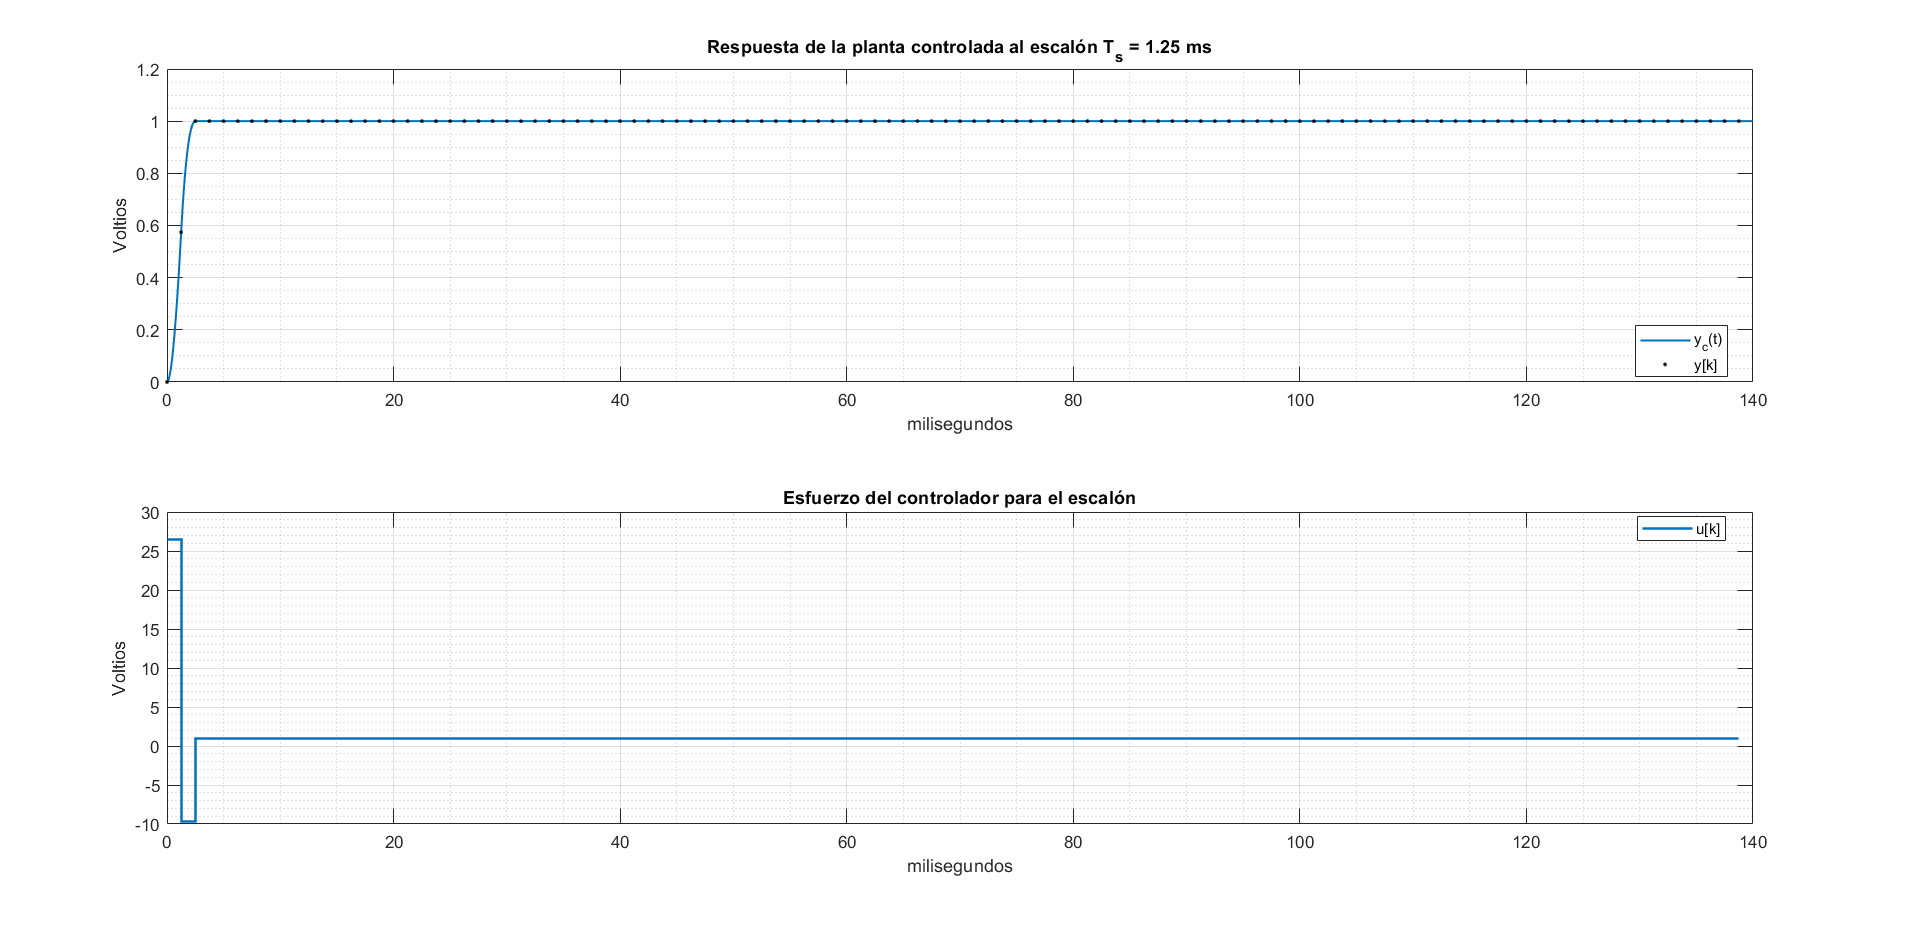 Respuesta de la planta controlada al escalón Ts = 1.25 ms
1.2
1
0.8
0.6
0.4
0.2
0
Voltios
yc(t)
y[k]
0 20 40 60 80 100 120 140
milisegundos
Esfuerzo del controlador para el escalón
30
25
20
15
10
5
0
-5
-10
Voltios
u[k]
0 20 40 60 80 100 120 140
milisegundos